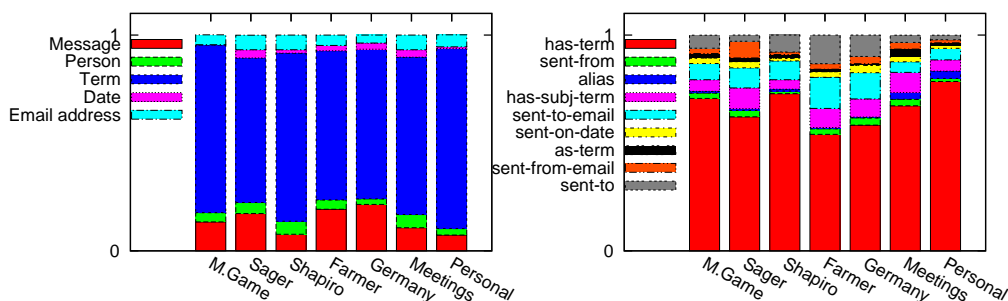 1
Message
Person
Term
Date
Email address
0
M.Game
Sager
Shapiro
Farmer
Germany
Meetings
Personal
1
has-term
sent-from
alias
has-subj-term
sent-to-email
sent-on-date
as-term
sent-from-email
sent-to
0
M.Game
Sager
Shapiro
Farmer
Germany
Meetings
Personal